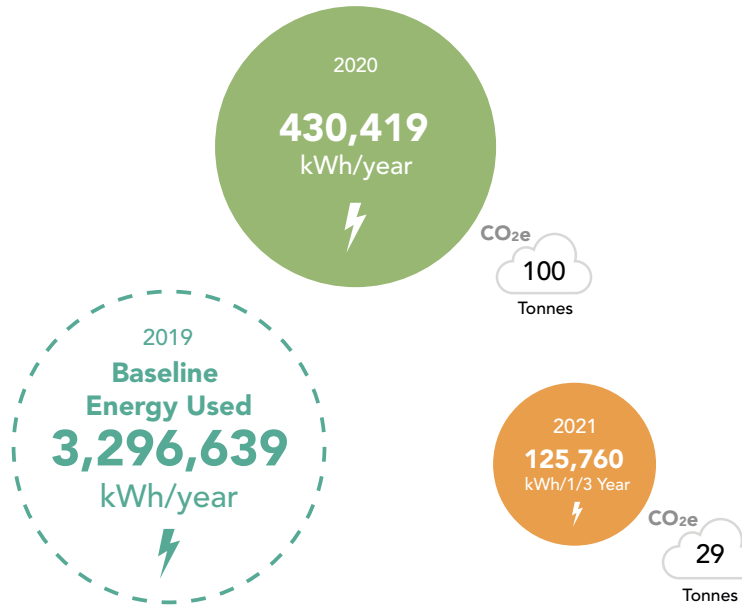 2020
430,419
kWh/year
CO₂e
100
Tonnes
2019
Baseline
Energy Used
3,296,639
kWh/year
2021
125,760
kWh/1/3 Year
CO₂e
29
Tonnes